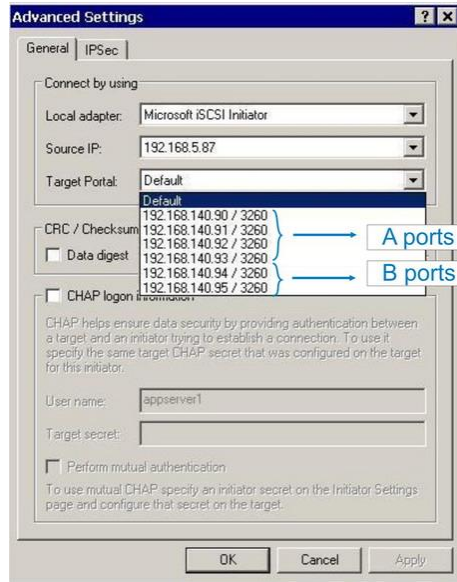 Advanced Settings
General
IPSec
Connect by using
Local adapter: Microsoft iSCSI Initiator
Source IP: 192.168.5.87
Target Portal: Default
Default
192.168.140.90 / 3260
192.168.140.91 / 3260
192.168.140.92 / 3260
192.168.140.93 / 3260
192.168.140.94 / 3260
192.168.140.95 / 3260
A ports
B ports
CRC / Checksum
Data digest
CHAP logon information
CHAP helps ensure data security by providing authentication between
a target and an initiator trying to establish a connection. To use it
specify the same target CHAP secret that was configured on the target
for this initiator.
User name: appserver1
Target secret:
Perform mutual authentication
To use mutual CHAP specify an initiator secret on the Initiator Settings
page and configure that secret on the target.
OK
Cancel
Apply